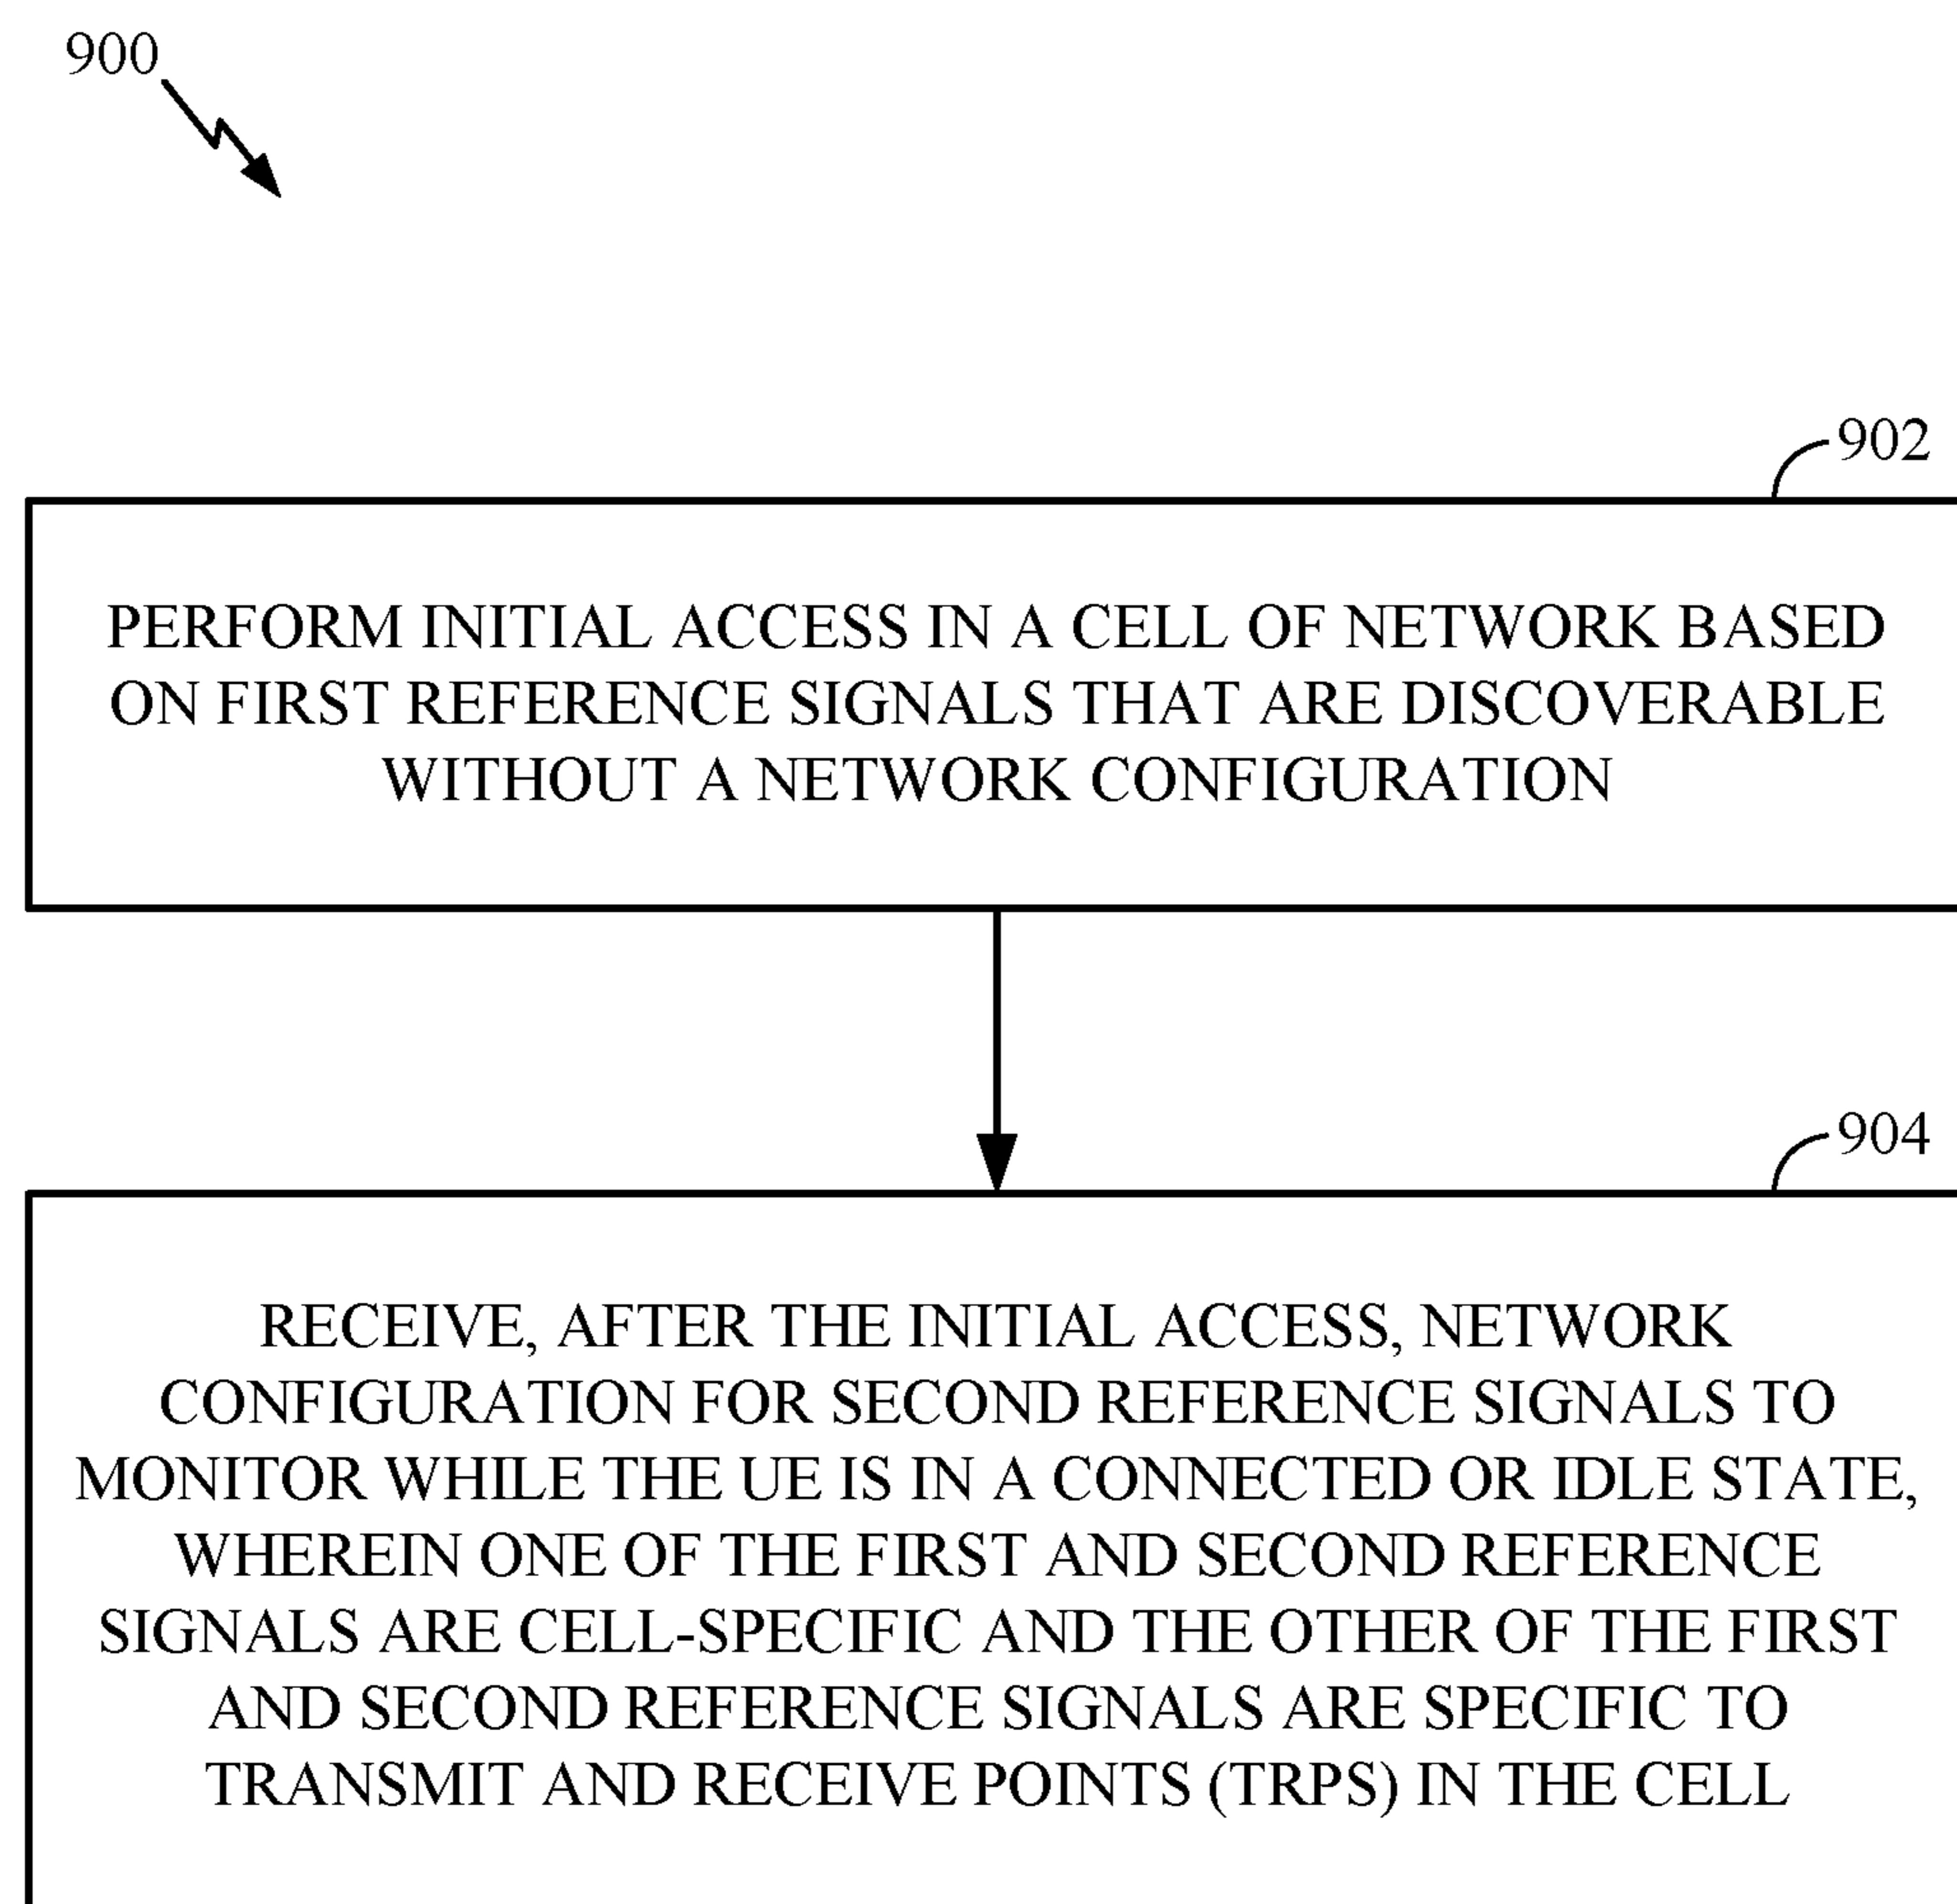 900
902
PERFORM INITIAL ACCESS IN A CELL OF NETWORK BASED
ON FIRST REFERENCE SIGNALS THAT ARE DISCOVERABLE
WITHOUT A NETWORK CONFIGURATION
904
RECEIVE, AFTER THE INITIAL ACCESS, NETWORK
CONFIGURATION FOR SECOND REFERENCE SIGNALS TO
MONITOR WHILE THE UE IS IN A CONNECTED OR IDLE STATE,
WHEREIN ONE OF THE FIRST AND SECOND REFERENCE
SIGNALS ARE CELL-SPECIFIC AND THE OTHER OF THE FIRST
AND SECOND REFERENCE SIGNALS ARE SPECIFIC TO
TRANSMIT AND RECEIVE POINTS (TRPS) IN THE CELL